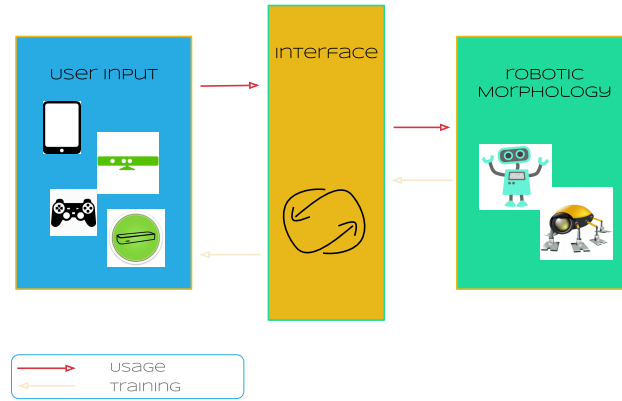 User Input
Interface
Robotic
Morphology
Usage
Training